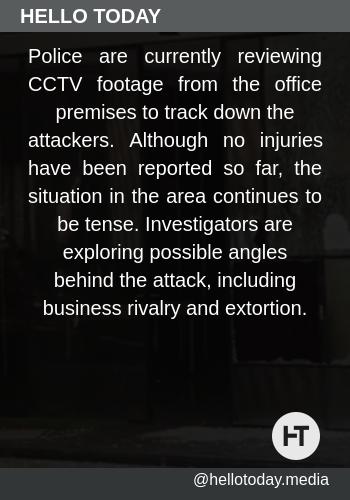 HELLO TODAY
Police are currently reviewing
CCTV footage from the office
premises to track down the
attackers. Although no injuries
have been reported so far, the
situation in the area continues to
be tense. Investigators are
exploring possible angles
behind the attack, including
business rivalry and extortion.
HT
@hellotoday.media